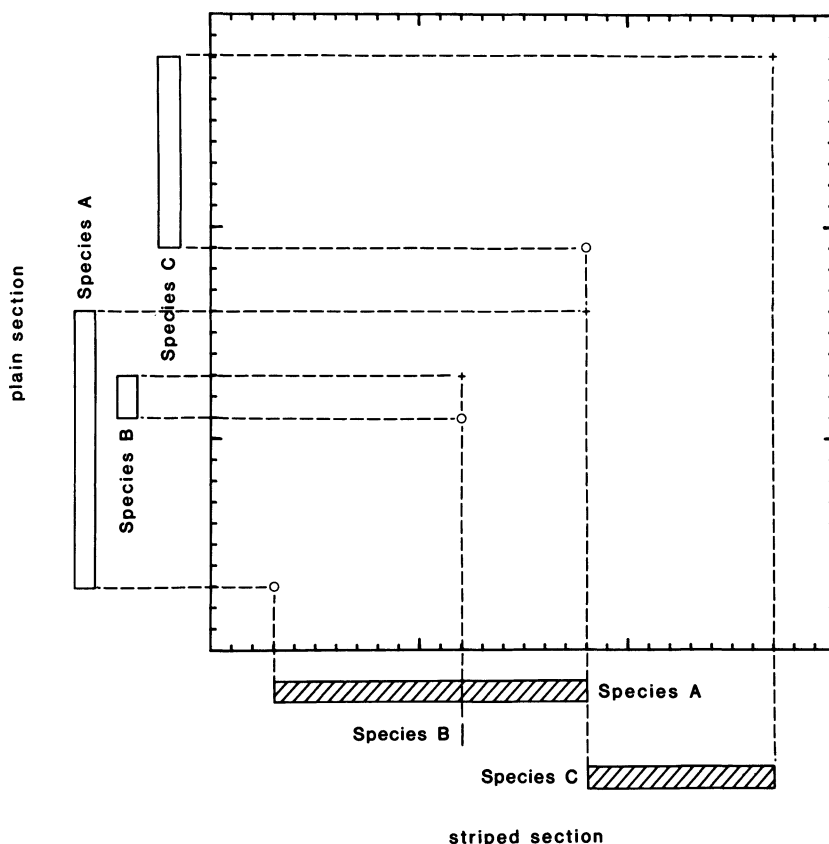 plain section
Species A
Species C
Species B
Species A
Species B
Species C
striped section